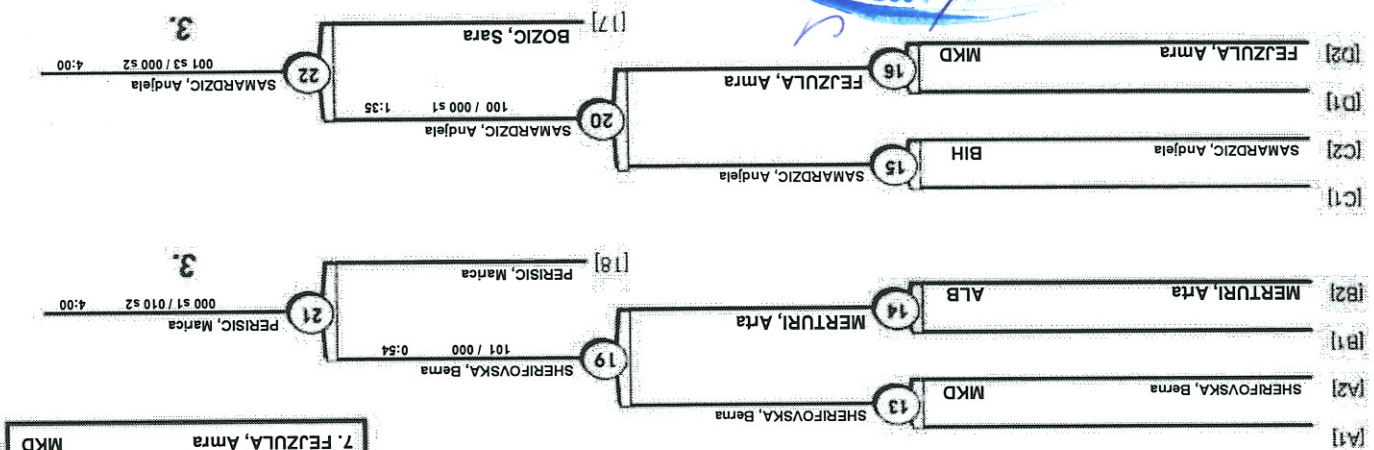 7. FEJZULA, Amra MKD
[A1]
[A2] SHERIFOVSKA, Berna MKD
13 SHERIFOVSKA, Berna
[B1]
[B2] MERTURI, Arta ALB
14 MERTURI, Arta
19 SHERIFOVSKA, Berna
101 / 000 0:54
[18] PERISIC, Marica
21 PERISIC, Marica
000 s1 / 010 s2 4:00
3.
[C1]
[C2] SAMARDZIC, Andjela BIH
15 SAMARDZIC, Andjela
[D1]
[D2] FEJZULA, Amra MKD
16 FEJZULA, Amra
20 SAMARDZIC, Andjela
100 / 000 s1 1:35
[17] BOZIC, Sara
22 SAMARDZIC, Andjela
001 s3 / 000 s2 4:00
3.